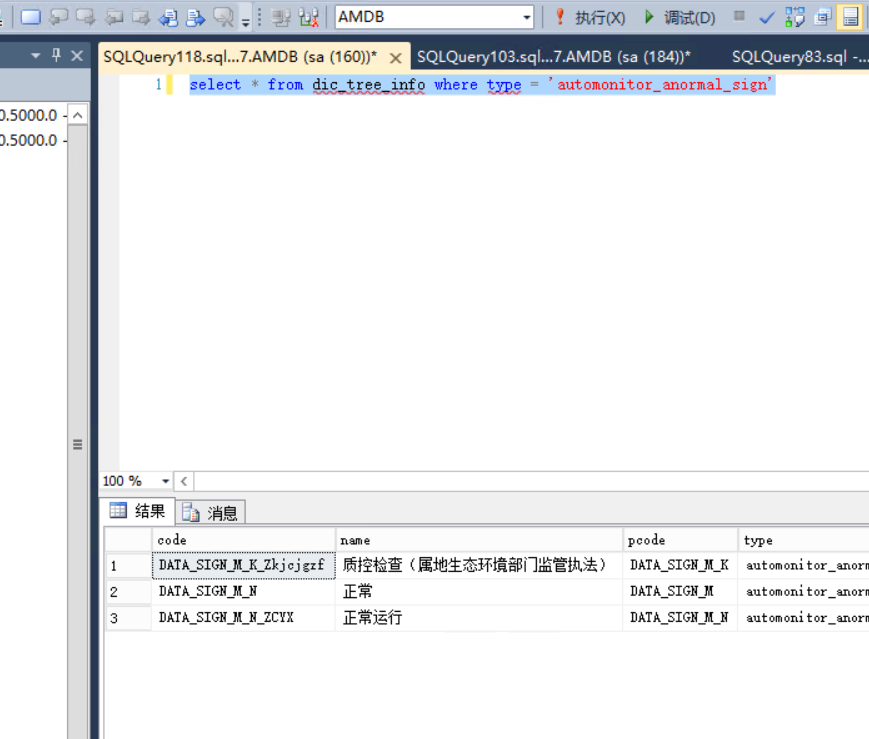 AMDB
执行(X)
调试(D)
SQLQuery118.sql...7.AMDB (sa (160))*
SQLQuery103.sql...7.AMDB (sa (184))*
SQLQuery83.sql -...
1 select * from dic_tree_info where type = 'automonitor_anormal_sign'
0.5000.0 -
0.5000.0 -
100 %
结果
消息
code name pcode type
1 DATA_SIGN_M_K_Zkjcjgzf 质控检查（属地生态环境部门监管执法） DATA_SIGN_M_K automonitor_anorm
2 DATA_SIGN_M_N 正常 DATA_SIGN_M automonitor_anorm
3 DATA_SIGN_M_N_ZCYX 正常运行 DATA_SIGN_M_N automonitor_anorm